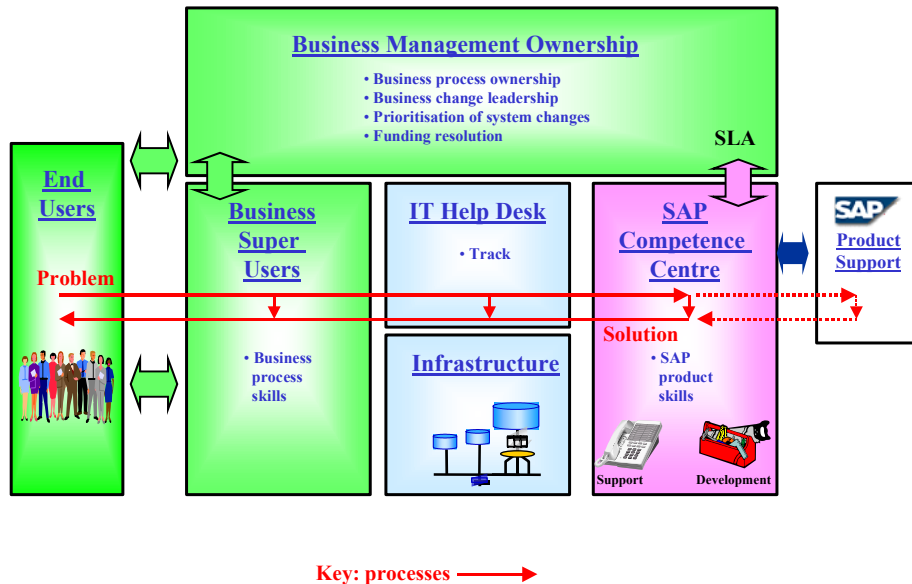 Business Management Ownership
• Business process ownership
• Business change leadership
• Prioritisation of system changes
• Funding resolution
SLA
End
Users
Business
Super
Users
IT Help Desk
• Track
SAP
Competence
Centre
SAP
Product
Support
Problem
Solution
• Business
process
skills
Infrastructure
• SAP
product
skills
Support
Development
Key: processes